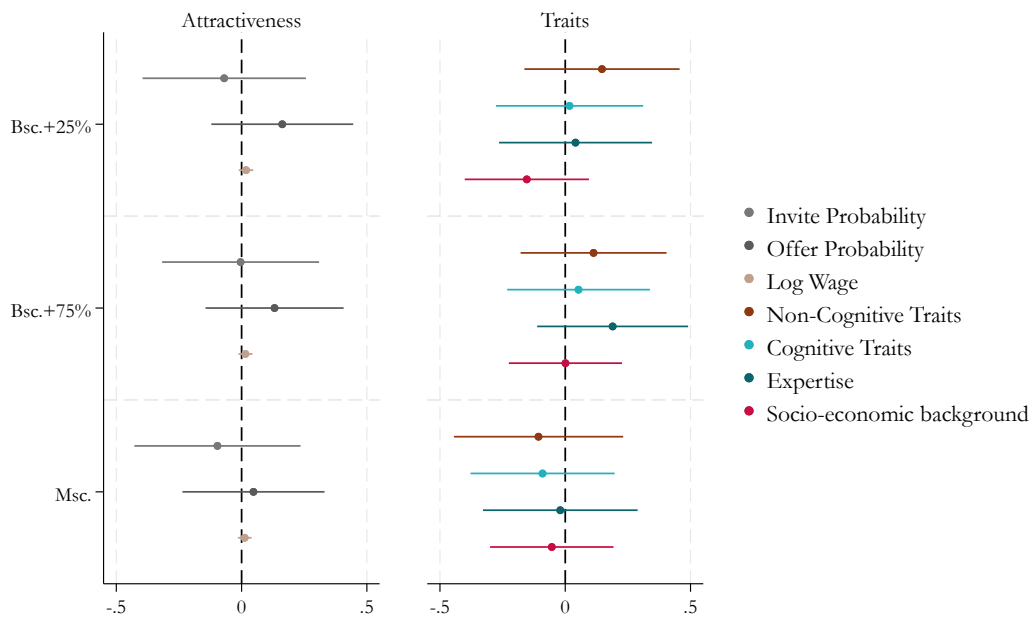 Attractiveness
Traits
Bsc.+25%
Bsc.+75%
Msc.
-.5 0 .5
-.5 0 .5
Invite Probability
Offer Probability
Log Wage
Non-Cognitive Traits
Cognitive Traits
Expertise
Socio-economic background